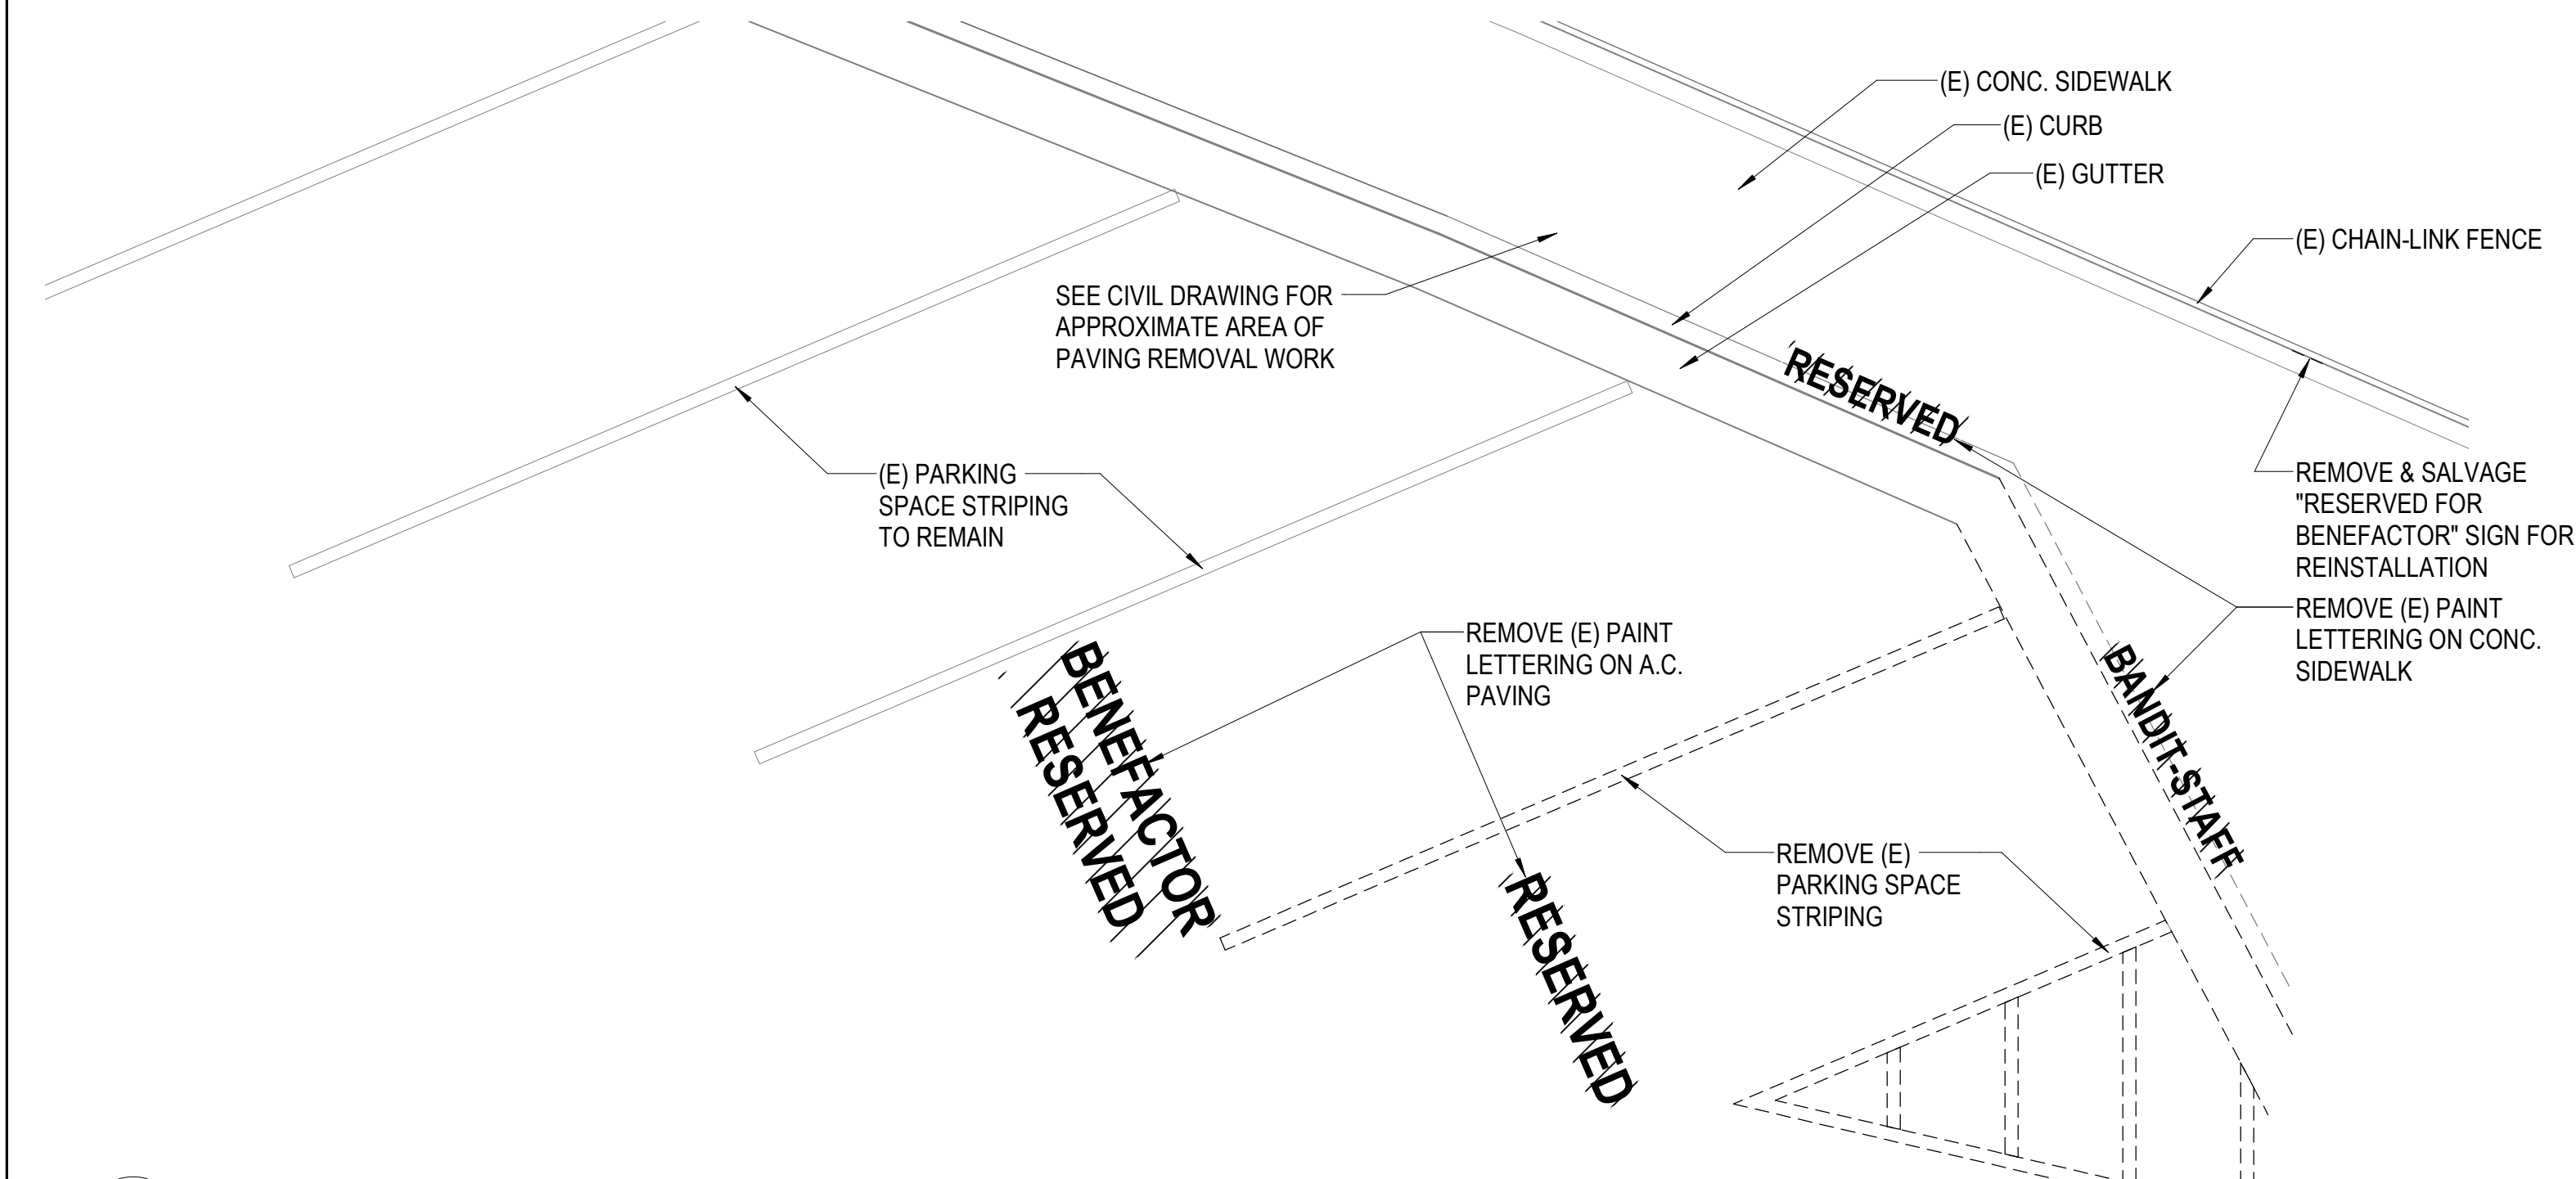 (E) CONC. SIDEWALK
(E) CURB
(E) GUTTER
(E) CHAIN-LINK FENCE
SEE CIVIL DRAWING FOR
APPROXIMATE AREA OF
PAVING REMOVAL WORK
RESERVED
(E) PARKING
SPACE STRIPING
TO REMAIN
REMOVE & SALVAGE
"RESERVED FOR
BENEFACTOR" SIGN FOR
REINSTALLATION
REMOVE (E) PAINT
LETTERING ON CONC.
SIDEWALK
REMOVE (E) PAINT
LETTERING ON A.C.
PAVING
BANDIT-STAFF
BENEFACTOR
RESERVED
REMOVE (E)
PARKING SPACE
STRIPING
RESERVED